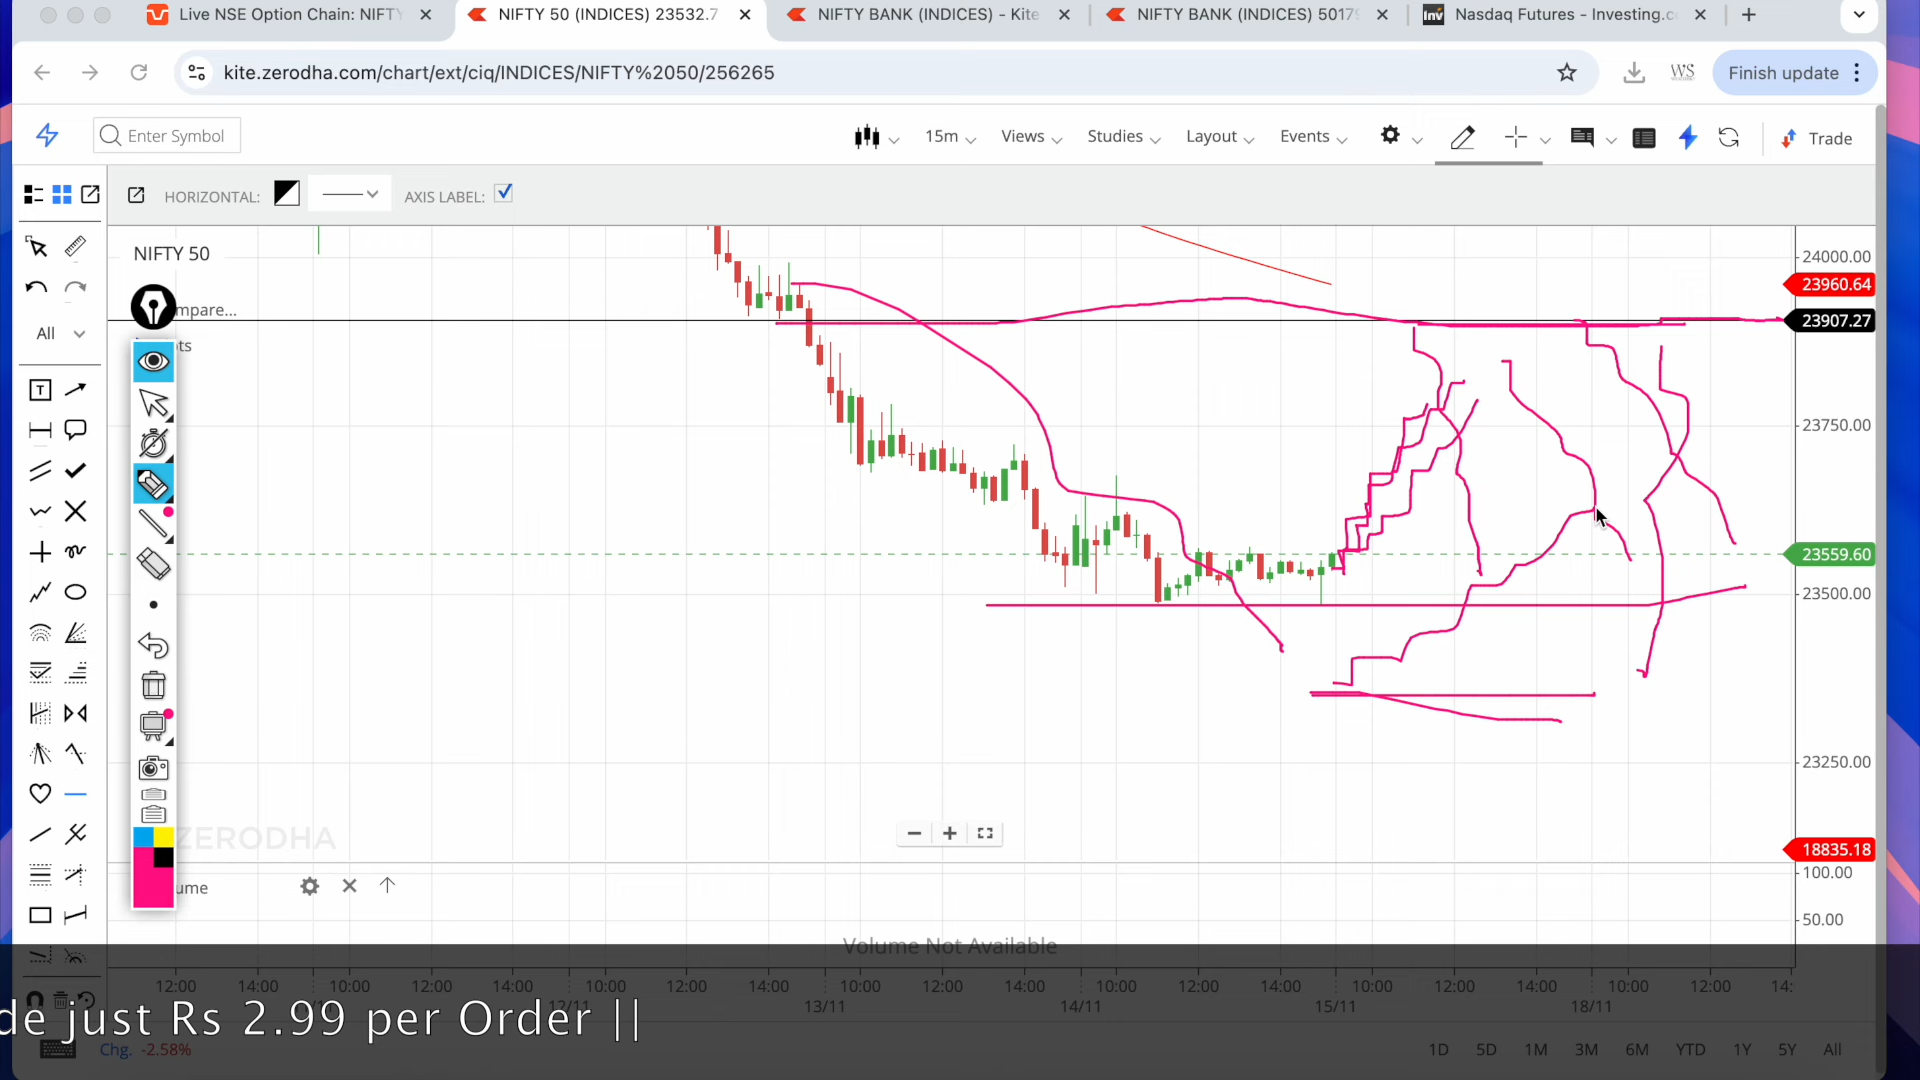 Live NSE Option Chain: NIFTY
NIFTY 50 (INDICES) 23532.7
NIFTY BANK (INDICES) - Kite
NIFTY BANK (INDICES) 5017
Inv Nasdaq Futures - Investing.c
kite.zerodha.com/chart/ext/ciq/INDICES/NIFTY%2050/256265
WS
Finish update
Enter Symbol
15m Views Studies Layout Events Trade
HORIZONTAL: AXIS LABEL:
NIFTY 50
mpare...
All
T
24000.00
23960.64
23907.27
23750.00
23559.60
23500.00
23250.00
18835.18
100.00
50.00
ZERODHA
ume
Volume Not Available
12:00 14:00 10:00 12:00 14:00 10:00 12:00 14:00 10:00 12:00 14:00 10:00 12:00 14:00 10:00 12:00 14:00 10:00 12:00 14:
12/11 13/11 14/11 15/11 18/11
de just Rs 2.99 per Order ||
Chg. -2.58%
1D 5D 1M 3M 6M YTD 1Y 5Y All